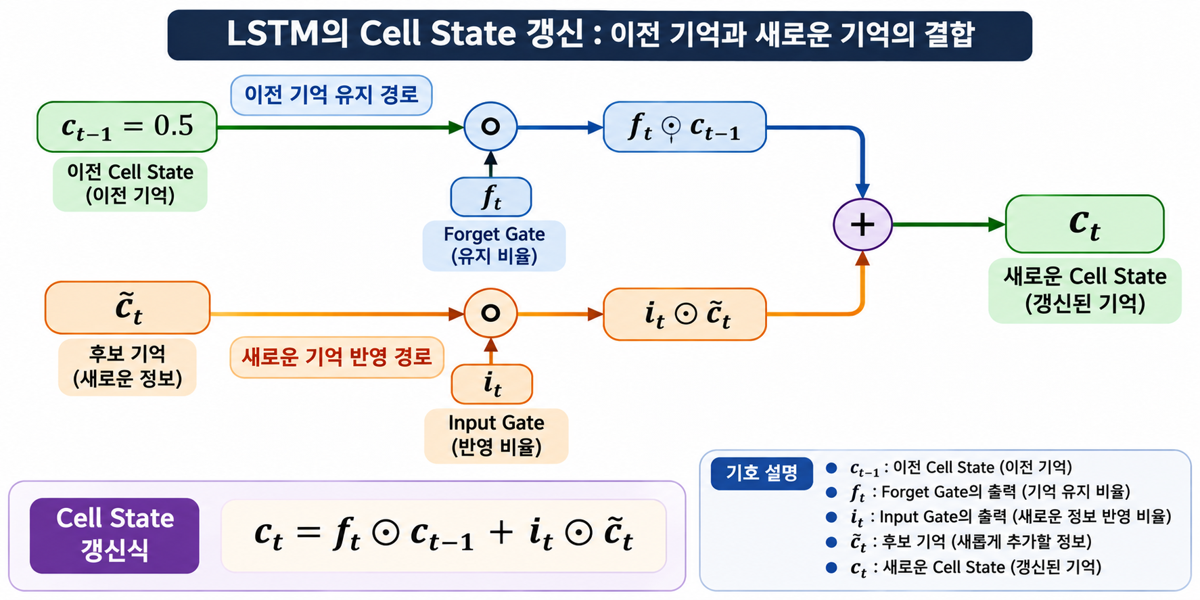 LSTM의 Cell State 갱신 : 이전 기억과 새로운 기억의 결합
이전 기억 유지 경로
c_{t−1} = 0.5
이전 Cell State
(이전 기억)
f_t
Forget Gate
(유지 비율)
f_t ⊙ c_{t−1}
+
c_t
새로운 Cell State
(갱신된 기억)
c̃_t
후보 기억
(새로운 정보)
새로운 기억 반영 경로
i_t
Input Gate
(반영 비율)
i_t ⊙ c̃_t
Cell State
갱신식
c_t = f_t ⊙ c_{t−1} + i_t ⊙ c̃_t
기호 설명
• c_{t−1} : 이전 Cell State (이전 기억)
• f_t : Forget Gate의 출력 (기억 유지 비율)
• i_t : Input Gate의 출력 (새로운 정보 반영 비율)
• c̃_t : 후보 기억 (새롭게 추가할 정보)
• c_t : 새로운 Cell State (갱신된 기억)